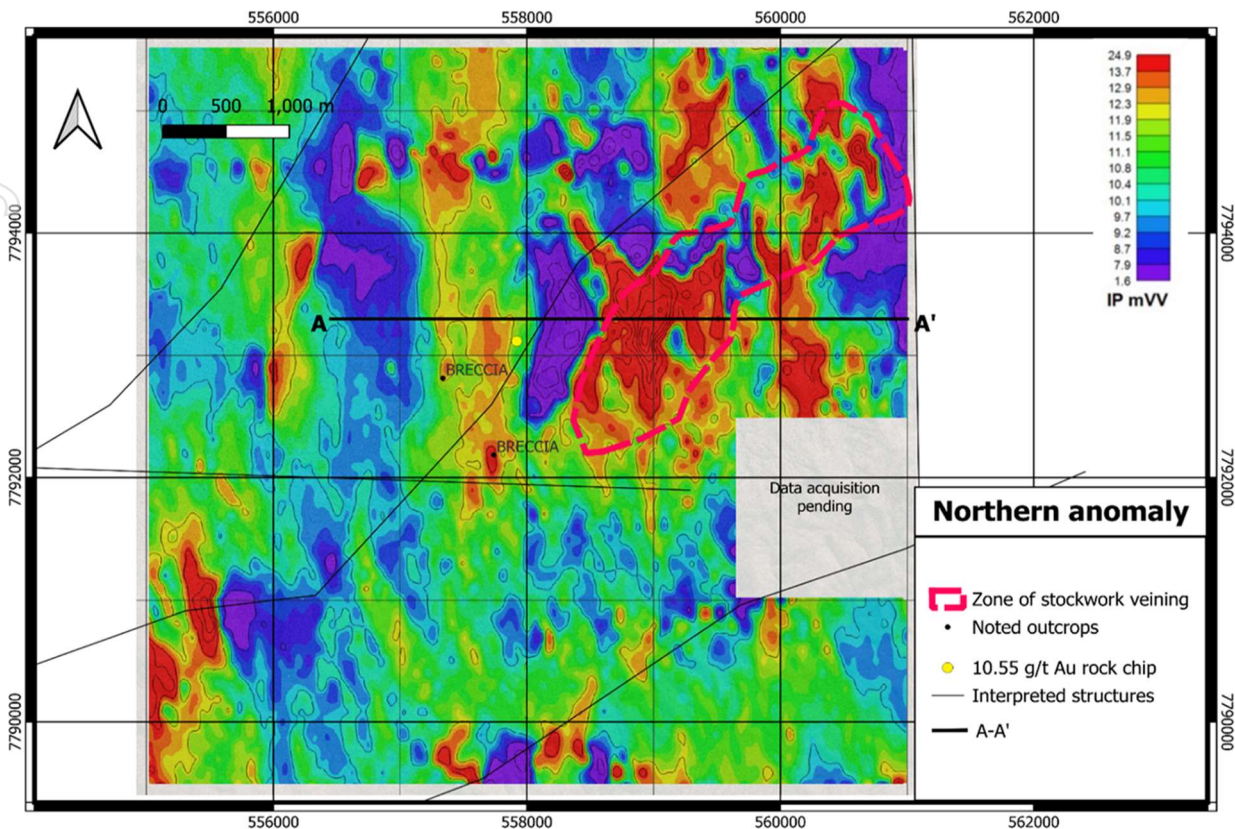 556000
558000
560000
562000
0 500 1,000 m
24.9
13.7
12.9
12.3
11.9
11.5
11.1
10.8
10.4
10.1
9.7
9.2
8.7
7.9
1.6
IP mVV
7794000
7794000
A
A'
BRECCIA
BRECCIA
7792000
7792000
Data acquisition
pending
Northern anomaly
Zone of stockwork veining
Noted outcrops
10.55 g/t Au rock chip
Interpreted structures
A-A'
7790000
7790000
556000
558000
560000
562000